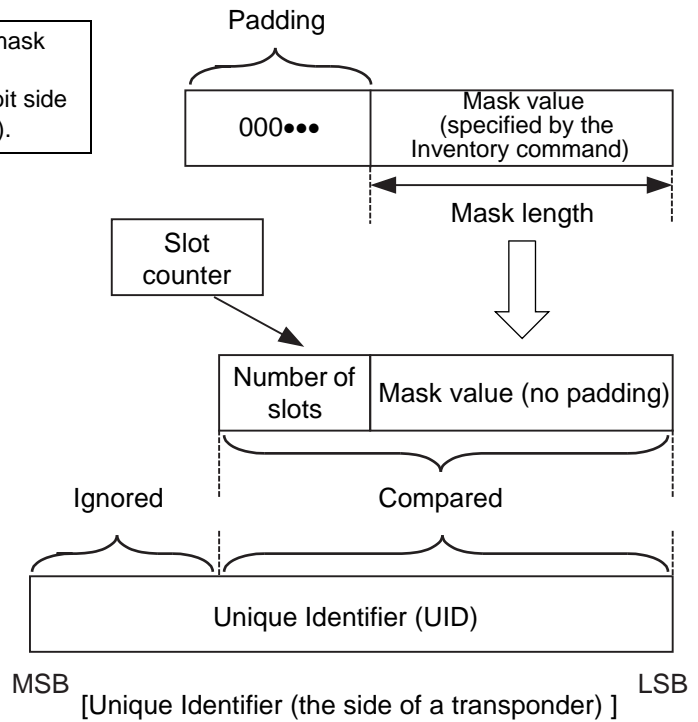 Padding
mask
bit side
).
000•••
Mask value
(specified by the
Inventory command)
Mask length
Slot
counter
Number of
slots
Mask value (no padding)
Ignored
Compared
Unique Identifier (UID)
MSB
LSB
[Unique Identifier (the side of a transponder) ]